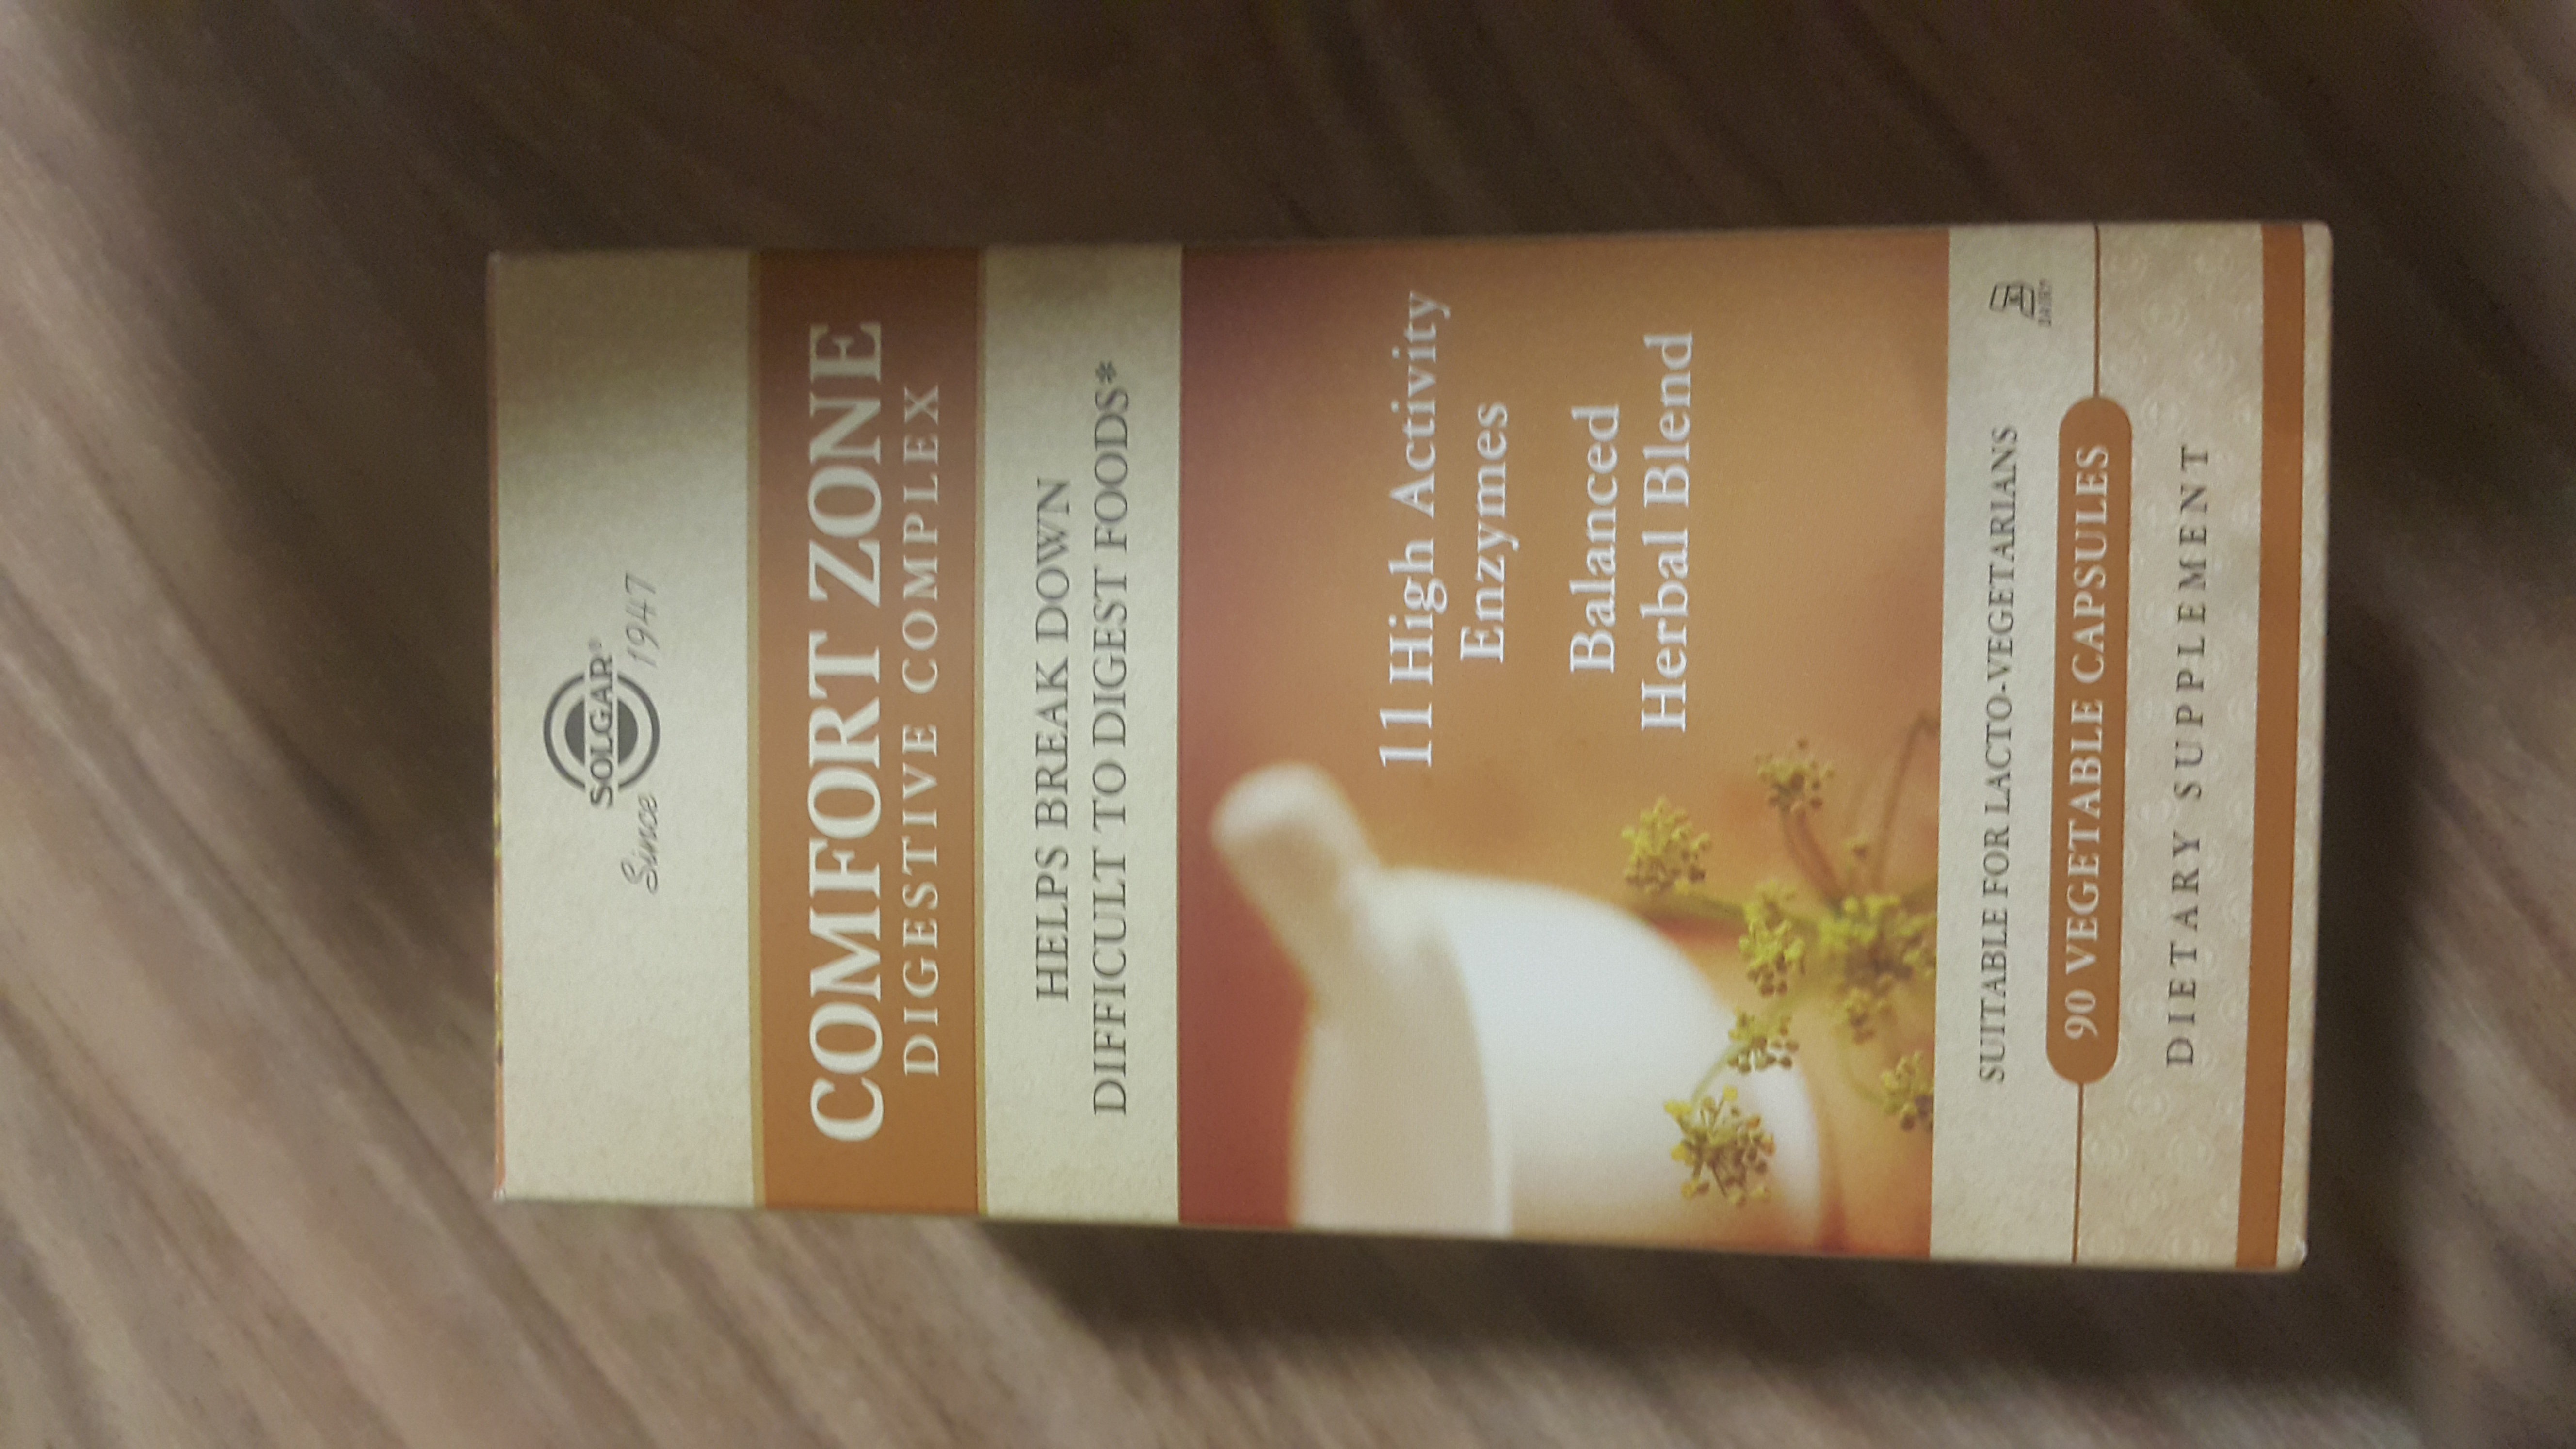 SOLGAR®
Since 1947
COMFORT ZONE
DIGESTIVE COMPLEX
HELPS BREAK DOWN
DIFFICULT TO DIGEST FOODS*
11 High Activity
Enzymes
Balanced
Herbal Blend
SUITABLE FOR LACTO-VEGETARIANS
DAIRY
90 VEGETABLE CAPSULES
DIETARY SUPPLEMENT